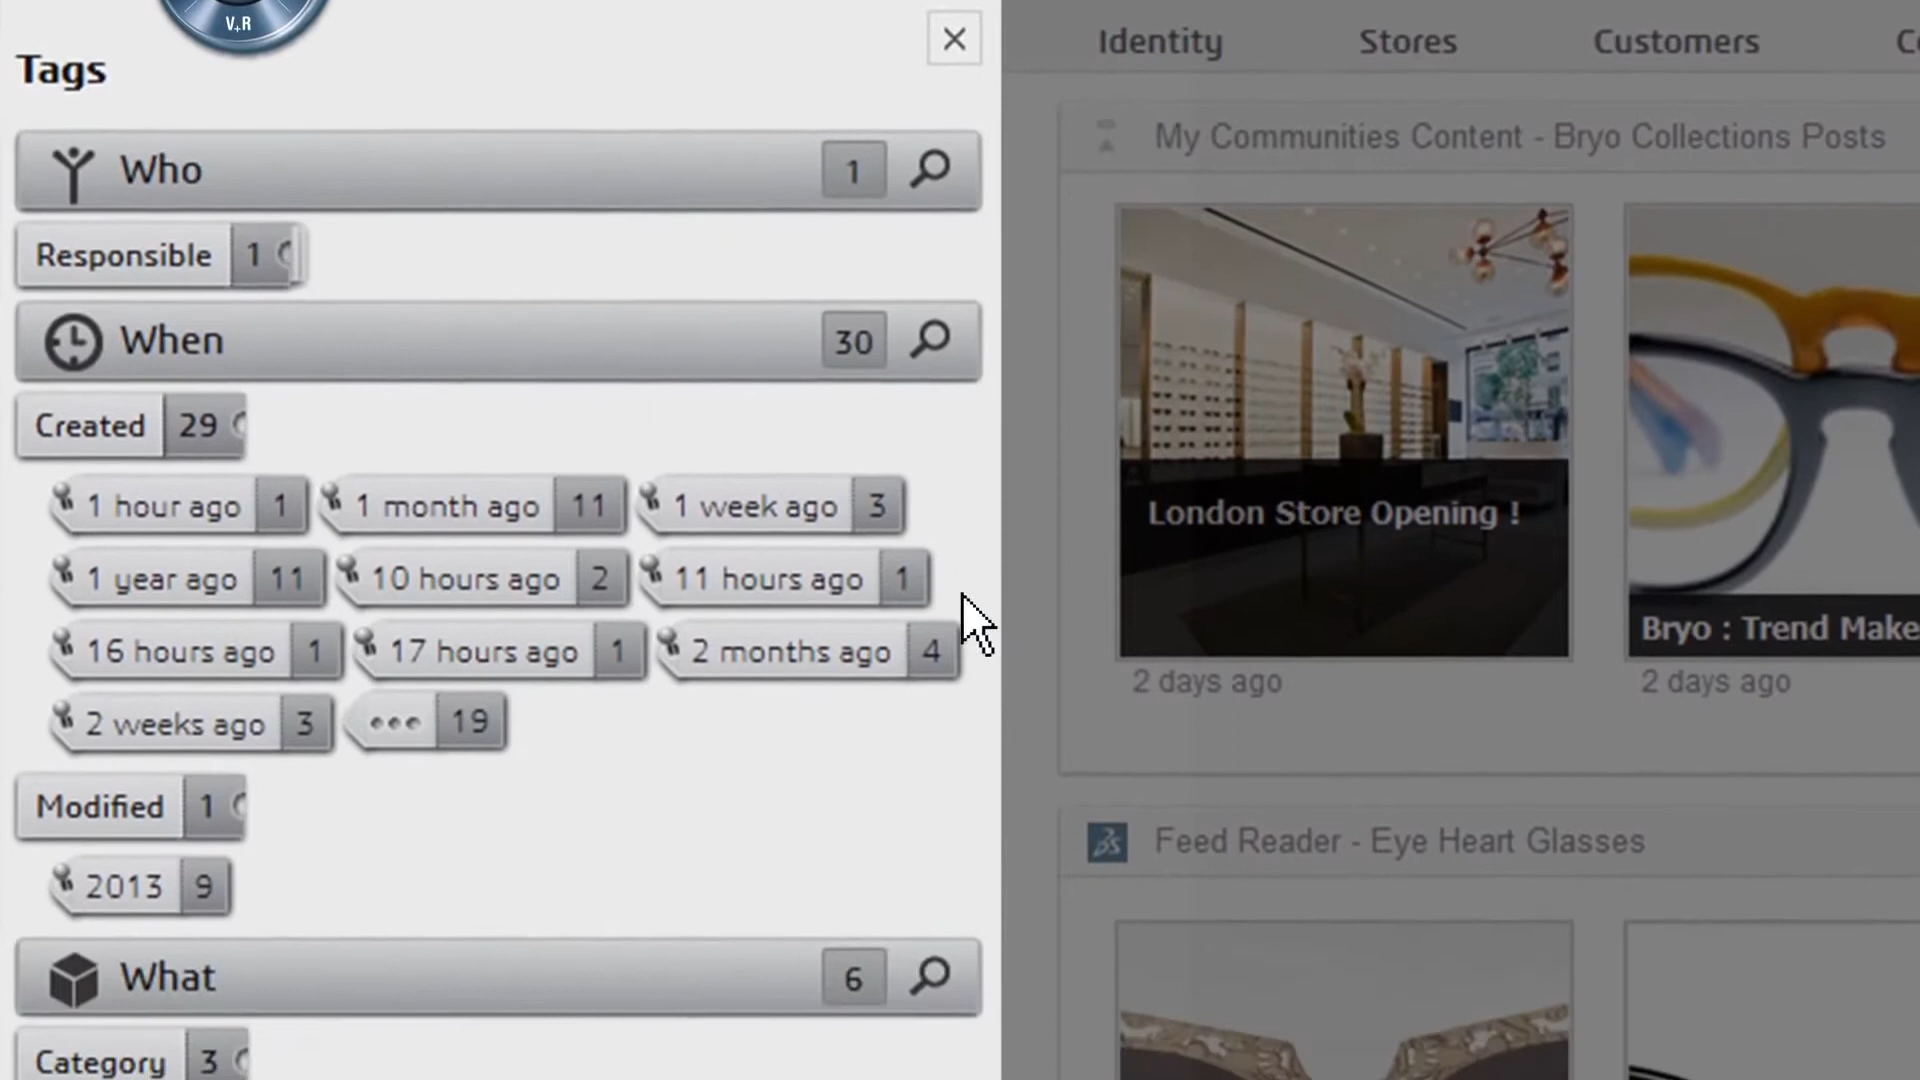 V+R
Tags
Who 1
Responsible 1
When 30
Created 29
1 hour ago 1
1 month ago 11
1 week ago 3
1 year ago 11
10 hours ago 2
11 hours ago 1
16 hours ago 1
17 hours ago 1
2 months ago 4
2 weeks ago 3
••• 19
Modified 1
2013 9
What 6
Category 3
Identity
Stores
Customers
My Communities Content - Bryo Collections Posts
London Store Opening !
2 days ago
Bryo : Trend Make
2 days ago
Feed Reader - Eye Heart Glasses